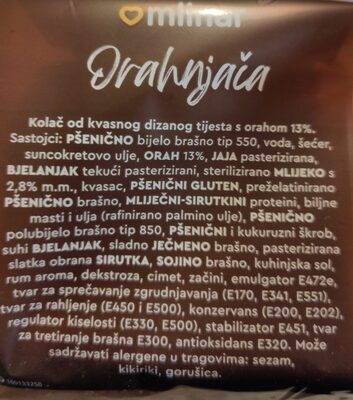 mlinar
Orahnjača
Kolač od kvasnog dizanog tijesta s orahom 13%.
Sastojci: PŠENIČNO bijelo brašno tip 550, voda, šećer,
suncokretovo ulje, ORAH 13%, JAJA pasterizirana,
BJELANJAK tekući pasterizirani, sterilizirano MLIJEKO s
2,8% m.m., kvasac, PŠENIČNI GLUTEN, preželatinirano
PŠENIČNO brašno, MLIJEČNI-SIRUTKINI proteini, biljne
masti i ulja (rafinirano palmino ulje), PŠENIČNO
polubijelo brašno tip 850, PŠENIČNI i kukuruzni škrob,
suhi BJELANJAK, sladno JEČMENO brašno, pasterizirana
slatka obrana SIRUTKA, SOJINO brašno, kuhinjska sol,
rum aroma, dekstroza, cimet, začini, emulgator E472e,
tvar za sprečavanje zgrudnjavanja (E170, E341, E551),
tvar za rahljenje (E450 i E500), konzervans (E200, E202),
regulator kiselosti (E330, E500), stabilizator E451, tvar
za tretiranje brašna E300, antioksidans E320. Može
sadržavati alergene u tragovima: sezam,
kikiriki, gorušica.